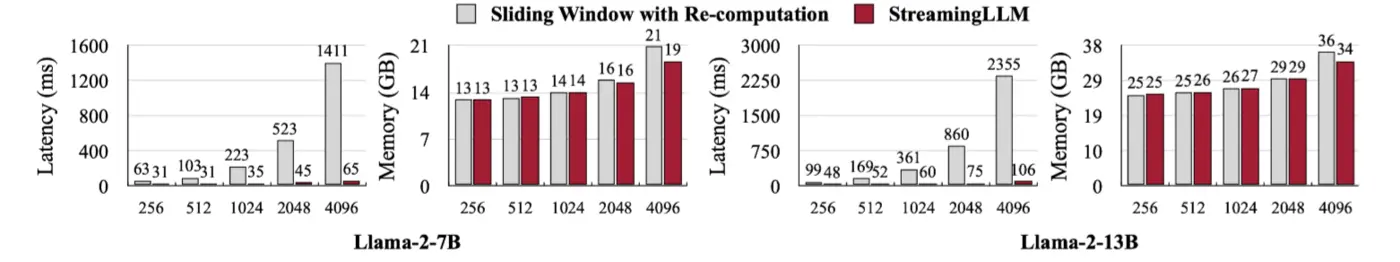 Sliding Window with Re-computation StreamingLLM
Latency (ms)
1600
1200
800
400
0
63 31 103 31 223 35 523 45 1411 65
256 512 1024 2048 4096
Memory (GB)
21
14
7
0
13 13 13 13 14 14 16 16 21 19
256 512 1024 2048 4096
Llama-2-7B
Latency (ms)
3000
2250
1500
750
0
99 48 169 52 361 60 860 75 2355 106
256 512 1024 2048 4096
Memory (GB)
38
29
19
10
0
25 25 25 26 26 27 29 29 36 34
256 512 1024 2048 4096
Llama-2-13B